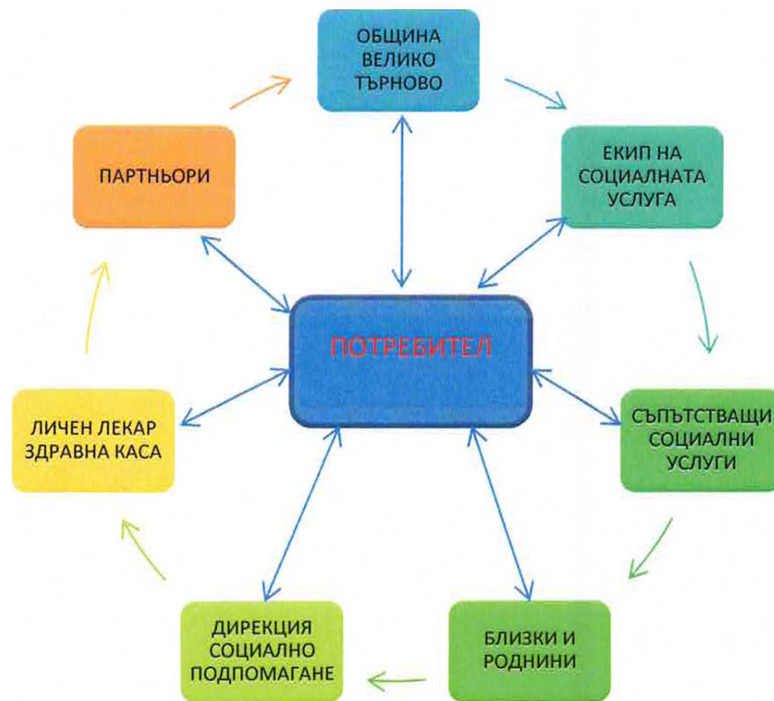 ОБЩИНА
ВЕЛИКО
ТЪРНОВО
ЕКИП НА
СОЦИАЛНАТА
УСЛУГА
СЪПЪТСТВАЩИ
СОЦИАЛНИ
УСЛУГИ
БЛИЗКИ И
РОДНИНИ
ДИРЕКЦИЯ
СОЦИАЛНО
ПОДПОМАГАНЕ
ЛИЧЕН ЛЕКАР
ЗДРАВНА КАСА
ПАРТНЬОРИ
ПОТРЕБИТЕЛ